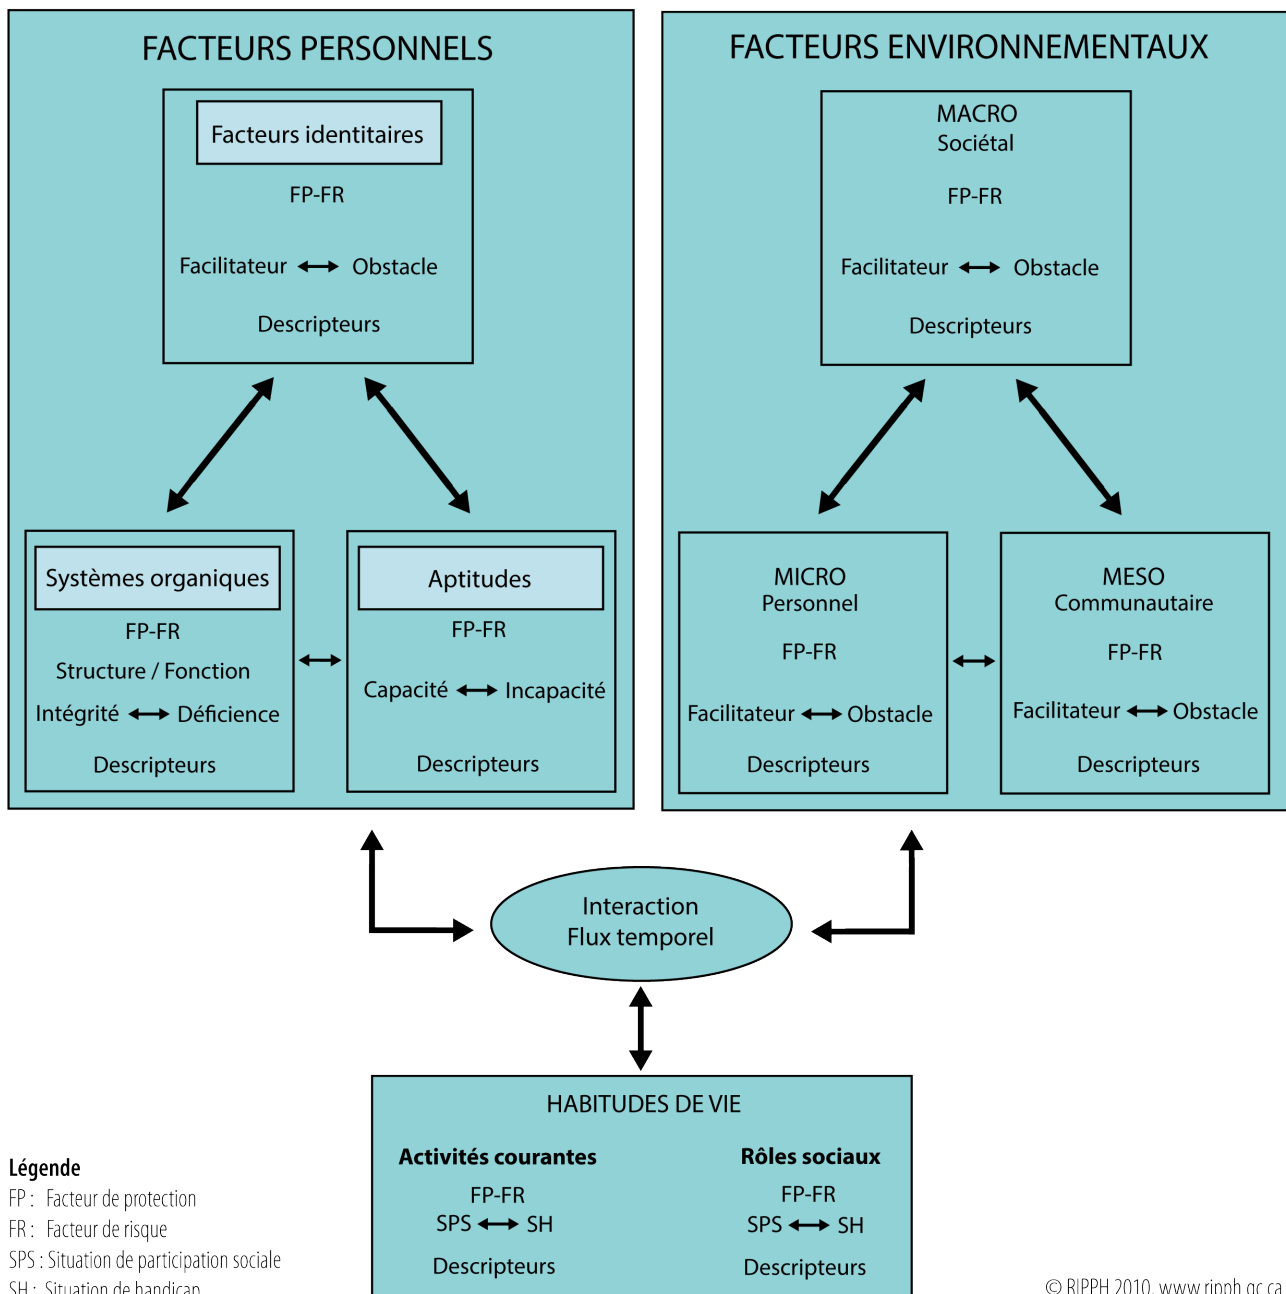 FACTEURS PERSONNELS
Facteurs identitaires
FP-FR
Facilitateur Obstacle
Descripteurs
Systèmes organiques
FP-FR
Structure / Fonction
Intégrité Déficience
Descripteurs
Aptitudes
FP-FR
Capacité Incapacité
Descripteurs
FACTEURS ENVIRONNEMENTAUX
MACRO
Sociétal
FP-FR
Facilitateur Obstacle
Descripteurs
MICRO
Personnel
FP-FR
Facilitateur Obstacle
Descripteurs
MESO
Communautaire
FP-FR
Facilitateur Obstacle
Descripteurs
Interaction
Flux temporel
HABITUDES DE VIE
Activités courantes
FP-FR
SPS SH
Descripteurs
Rôles sociaux
FP-FR
SPS SH
Descripteurs
Légende
FP : Facteur de protection
FR : Facteur de risque
SPS : Situation de participation sociale
SH : Situation de handicap
© RIPPH 2010. www.ripph.qc.ca